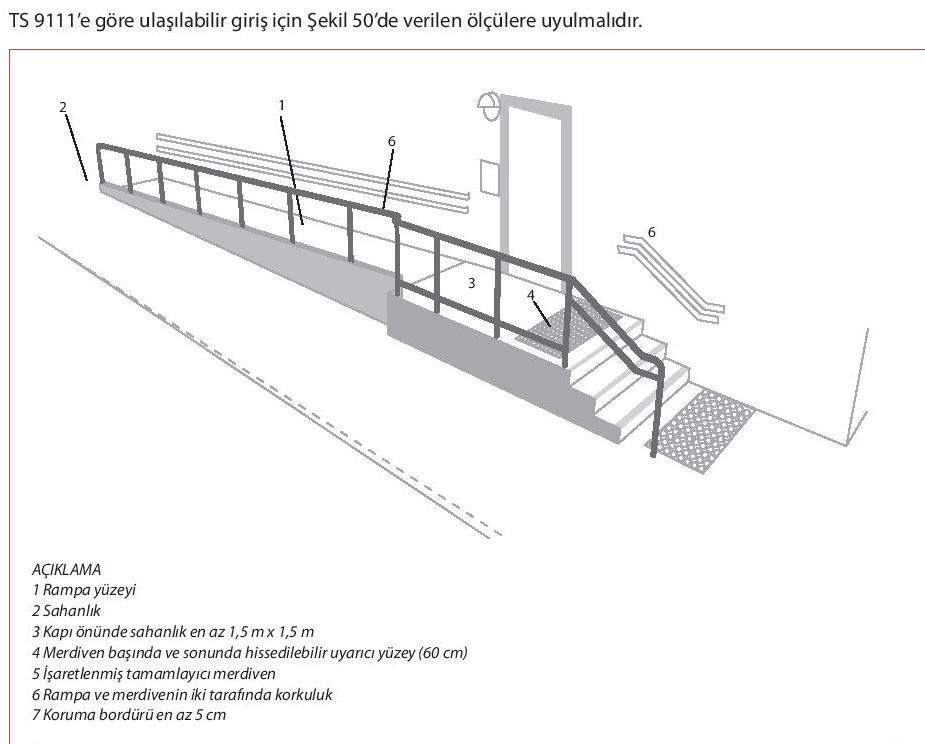 TS 9111’e göre ulaşılabilir giriş için Şekil 50’de verilen ölçülere uyulmalıdır.
2
1
6
6
3
4
AÇIKLAMA
1 Rampa yüzeyi
2 Sahanlık
3 Kapı önünde sahanlık en az 1,5 m x 1,5 m
4 Merdiven başında ve sonunda hissedilebilir uyarıcı yüzey (60 cm)
5 İşaretlenmiş tamamlayıcı merdiven
6 Rampa ve merdivenin iki tarafında korkuluk
7 Koruma bordürü en az 5 cm